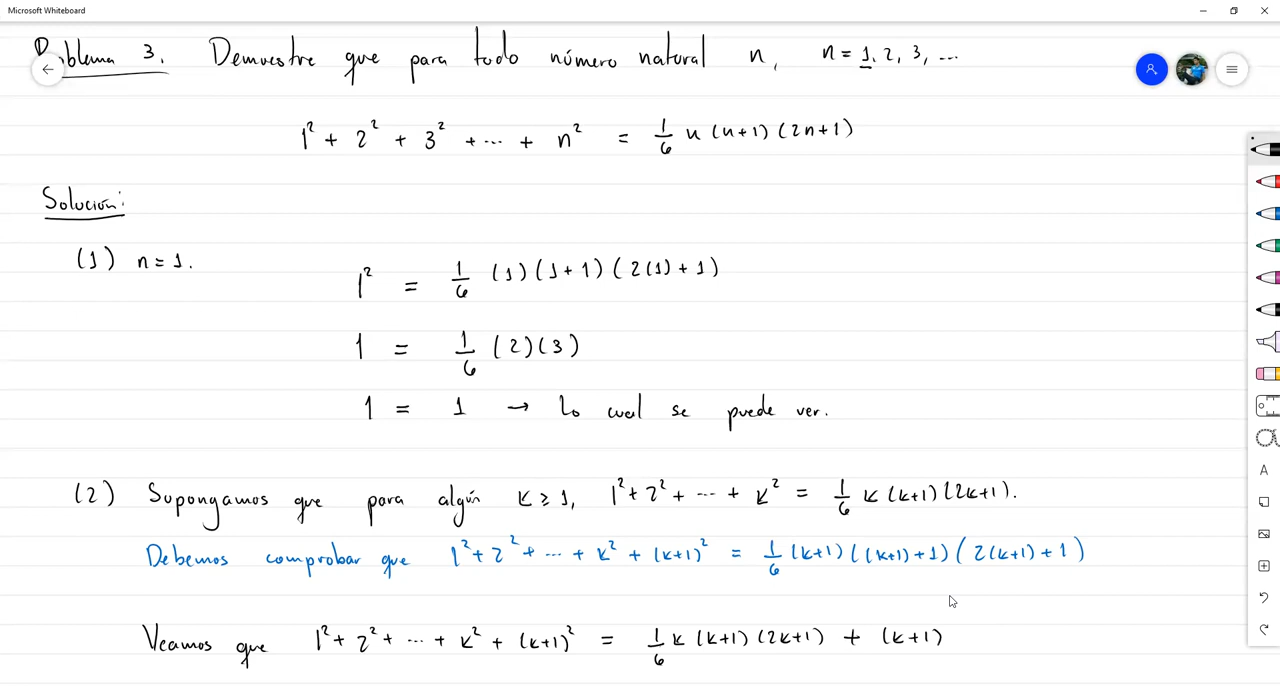 Microsoft Whiteboard
Problema 3. Demuestre que para todo número natural n, n = 1, 2, 3, ...
1² + 2² + 3² + ... + n² = 1/6 n (n+1) (2n+1)
Solución:
(1) n = 1.
1² = 1/6 (1)(1+1)(2(1)+1)
1 = 1/6 (2)(3)
1 = 1 → lo cual se puede ver.
(2) Supongamos que para algún k ≥ 1, 1² + 2² + ... + k² = 1/6 k (k+1) (2k+1).
Debemos comprobar que 1² + 2² + ... + k² + (k+1)² = 1/6 (k+1) ((k+1)+1) (2(k+1)+1)
Veamos que 1² + 2² + ... + k² + (k+1)² = 1/6 k (k+1) (2k+1) + (k+1)